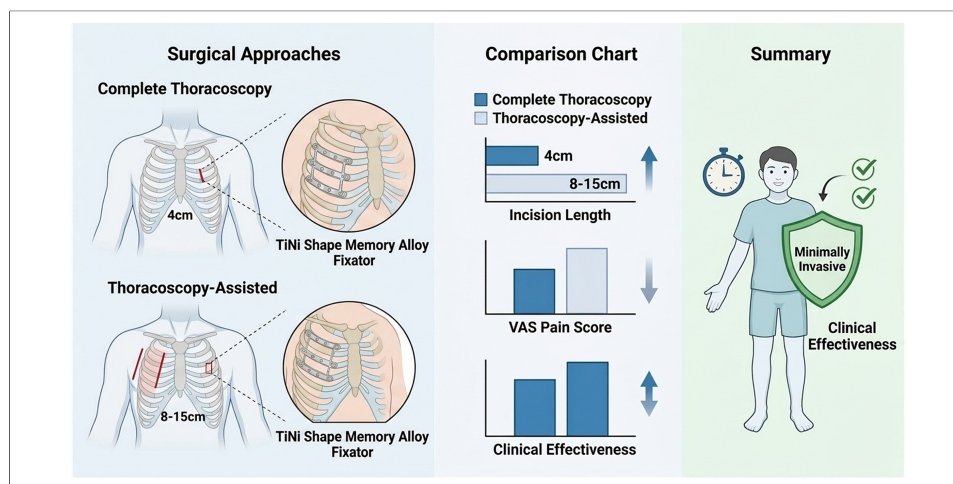 Surgical Approaches
Complete Thoracoscopy
4cm
TiNi Shape Memory Alloy
Fixator
Thoracoscopy-Assisted
8-15cm
TiNi Shape Memory Alloy
Fixator
Comparison Chart
Complete Thoracoscopy
Thoracoscopy-Assisted
4cm
8-15cm
Incision Length
VAS Pain Score
Clinical Effectiveness
Summary
Minimally
Invasive
Clinical
Effectiveness